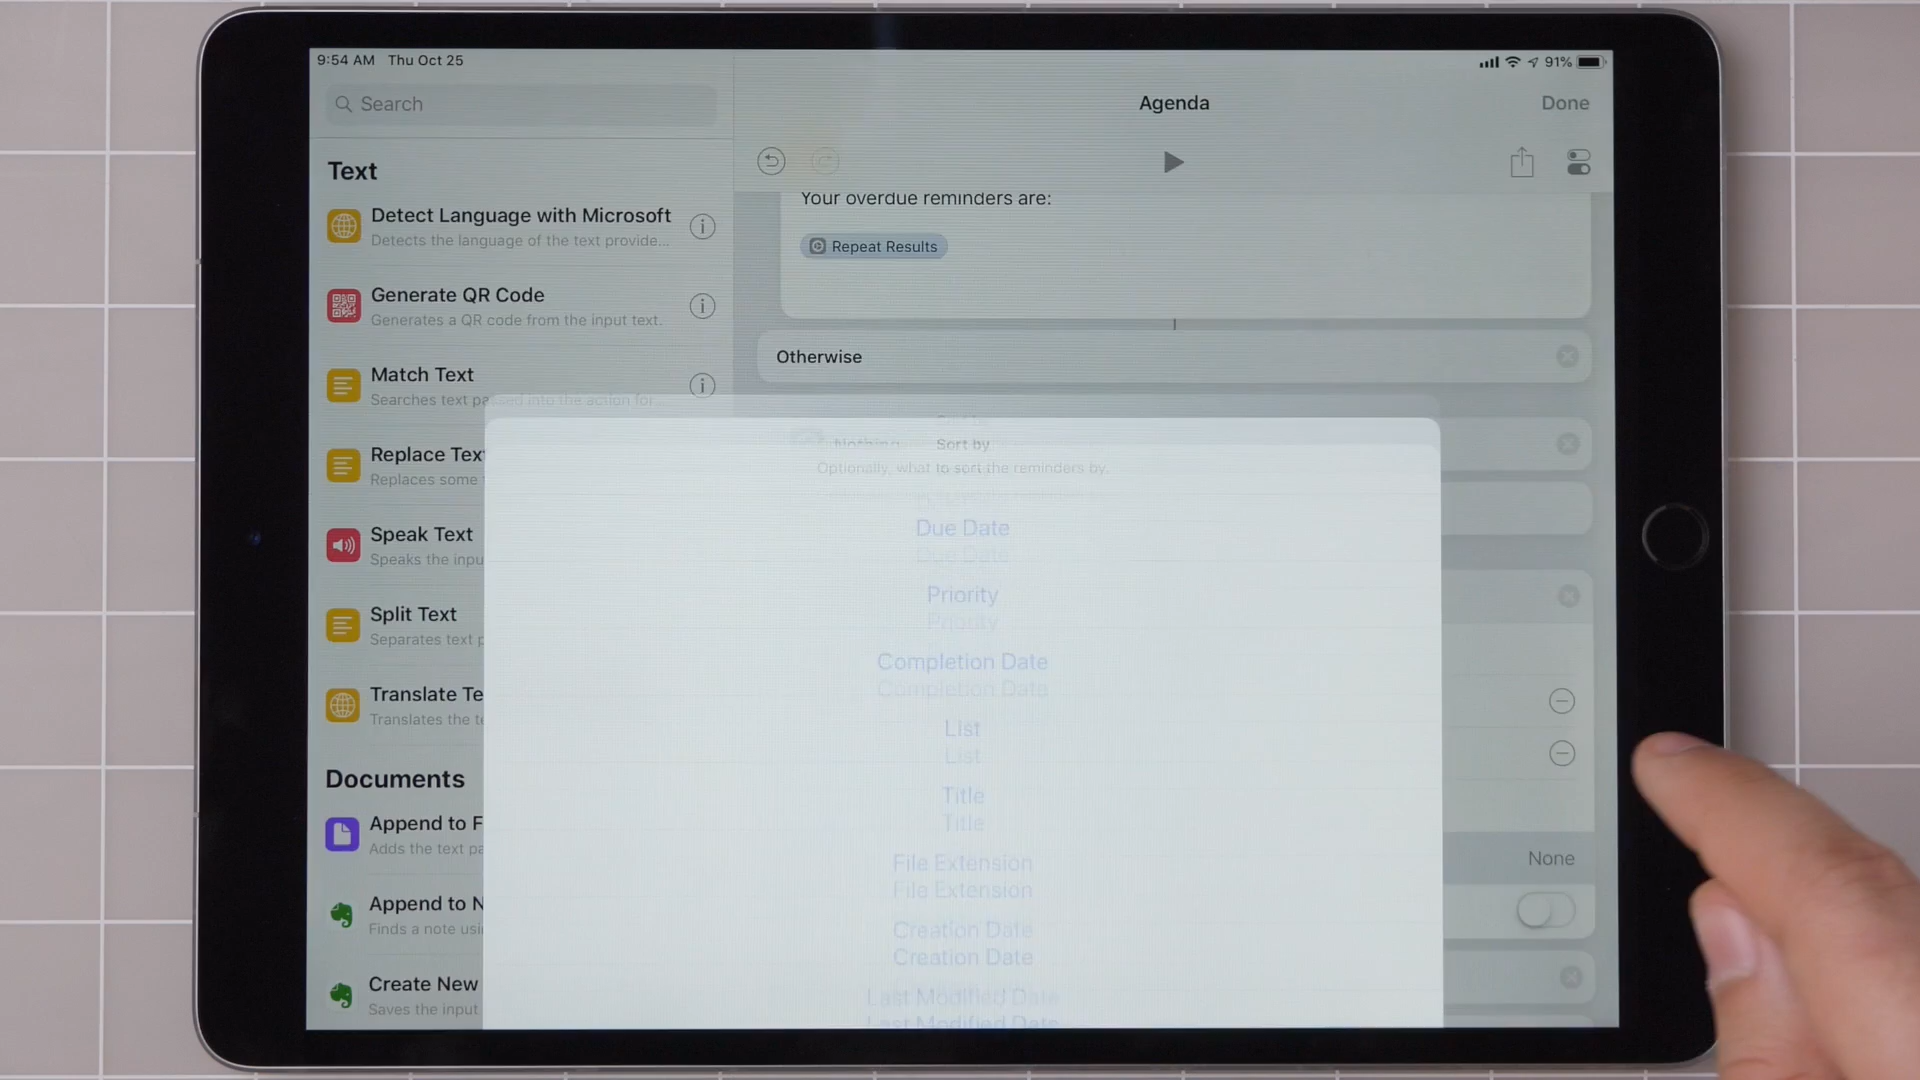 9:54 AM Thu Oct 25
91%
Search
Agenda
Done
Text
Detect Language with Microsoft
Detects the language of the text provide...
Generate QR Code
Generates a QR code from the input text.
Match Text
Searches text passed into the action for...
Replace Tex
Replaces some
Speak Text
Speaks the inpu
Split Text
Separates text p
Translate Te
Translates the te
Documents
Append to F
Adds the text pa
Append to N
Finds a note usi
Create New
Saves the input
Your overdue reminders are:
Repeat Results
Otherwise
Nothing
Sort by
Optionally, what to sort the reminders by.
Due Date
Due Date
Priority
Priority
Completion Date
Completion Date
List
List
Title
Title
File Extension
File Extension
Creation Date
Creation Date
Last Modified Date
Last Modified Date
None